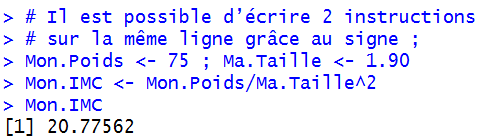 > # Il est possible d’écrire 2 instructions
> # sur la même ligne grâce au signe ;
> Mon.Poids <- 75 ; Ma.Taille <- 1.90
> Mon.IMC <- Mon.Poids/Ma.Taille^2
> Mon.IMC
[1] 20.77562